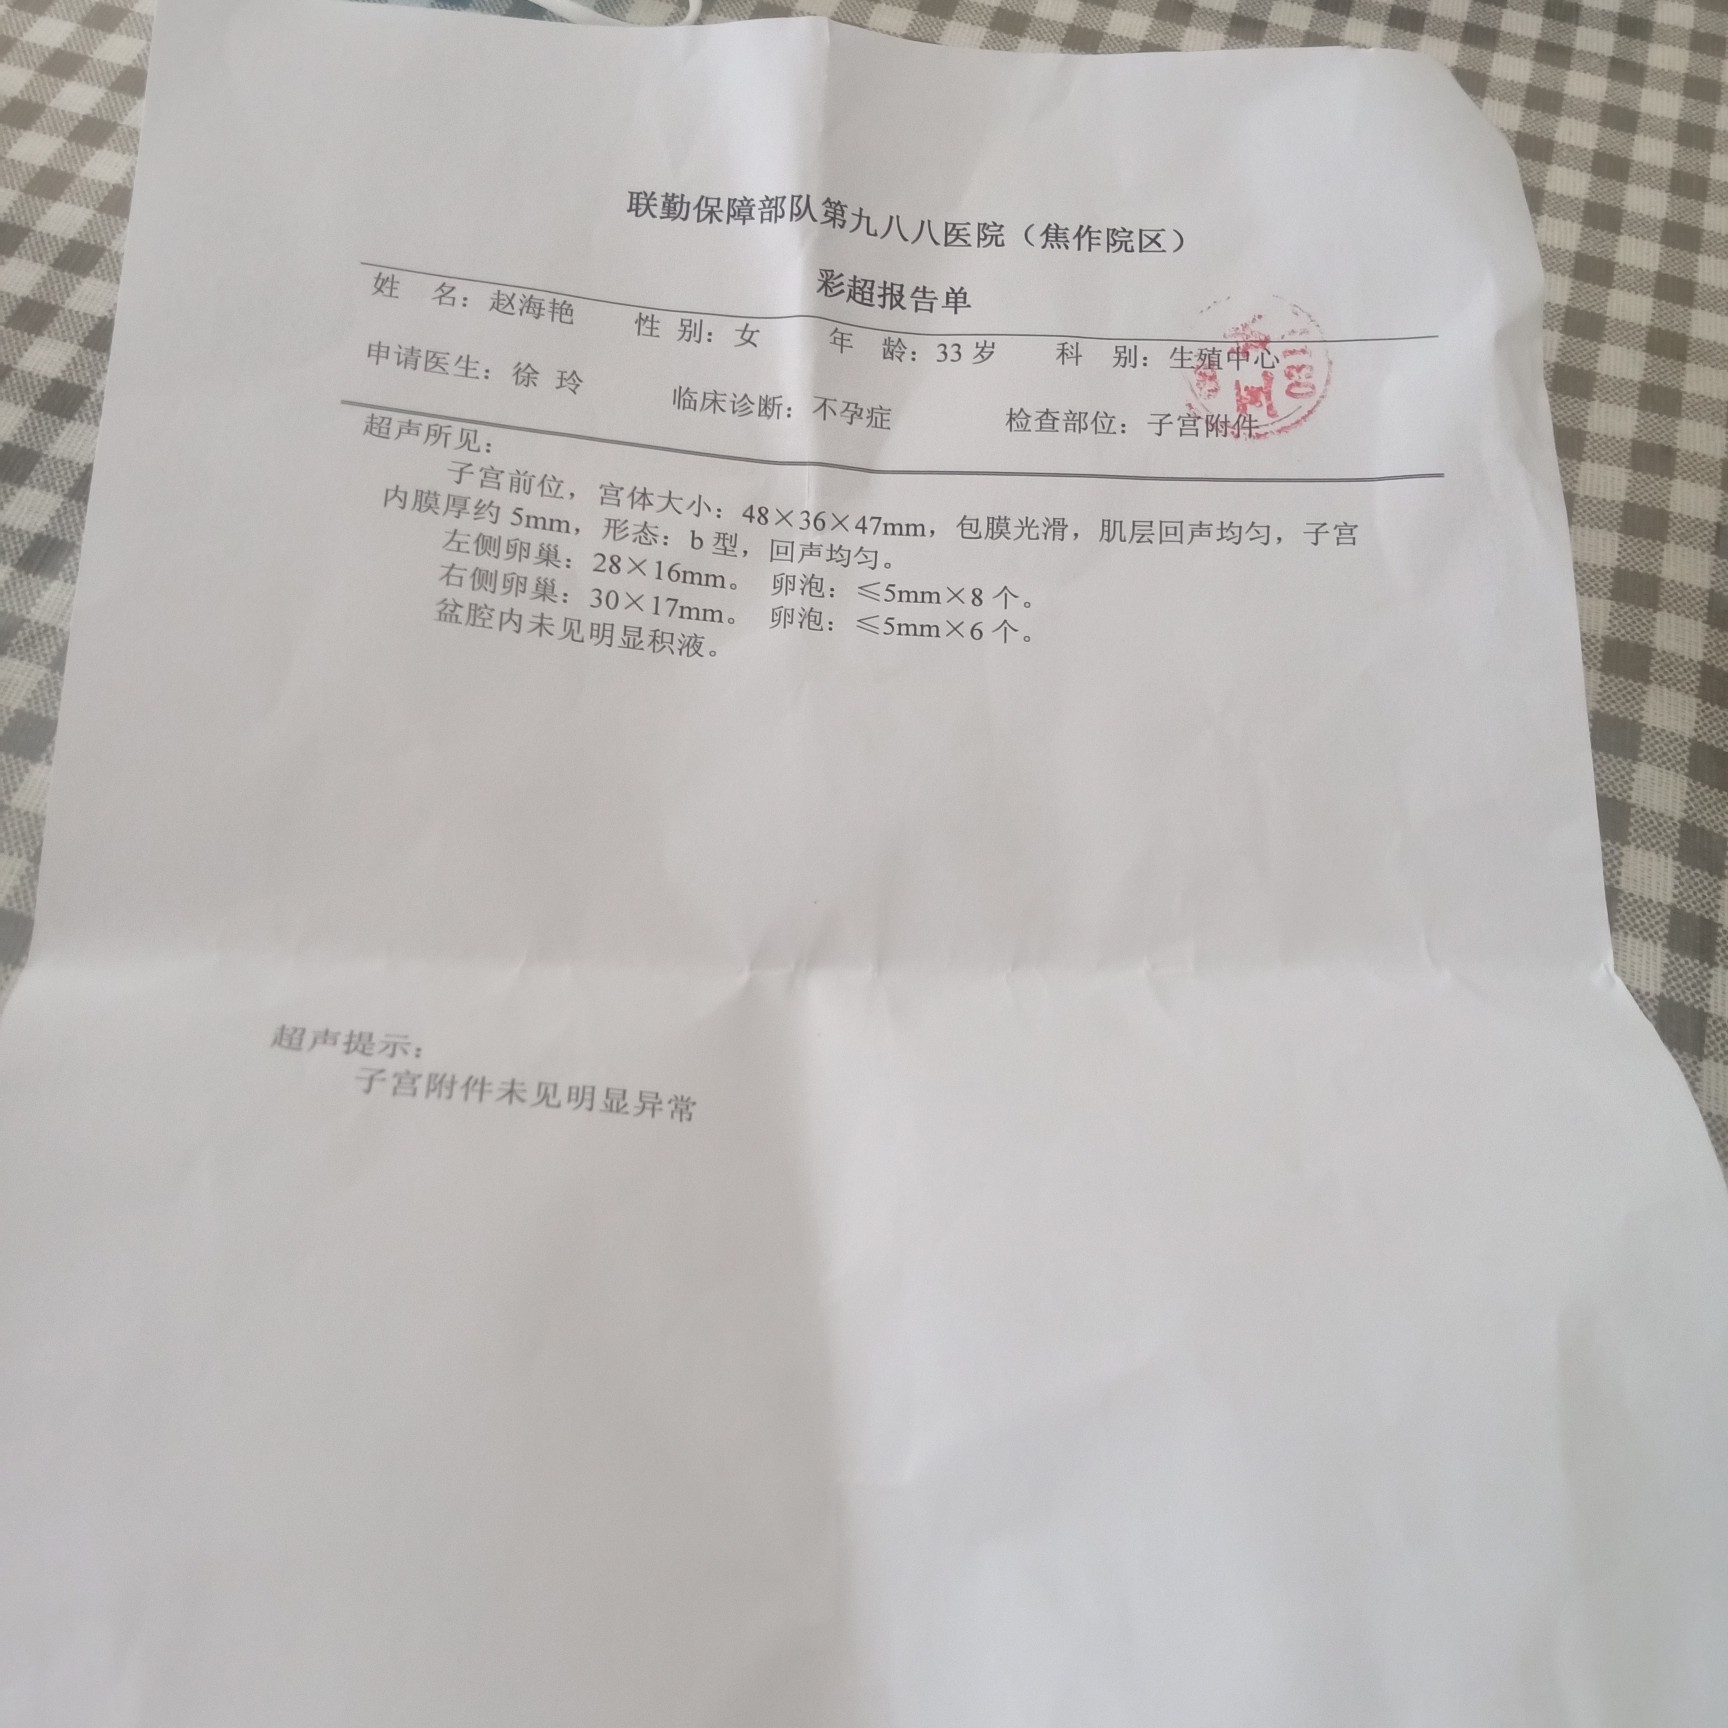 联勤保障部队第九八八医院（焦作院区）
彩超报告单
姓 名：赵海艳 性 别：女 年 龄：33 岁 科 别：生殖中心
申请医生：徐 玲 临床诊断：不孕症 检查部位：子宫附件
超声所见：
子宫前位，宫体大小：48×36×47mm，包膜光滑，肌层回声均匀，子宫
内膜厚约 5mm，形态：b 型，回声均匀。
左侧卵巢：28×16mm。 卵泡：≤5mm×8 个。
右侧卵巢：30×17mm。 卵泡：≤5mm×6 个。
盆腔内未见明显积液。
超声提示：
子宫附件未见明显异常